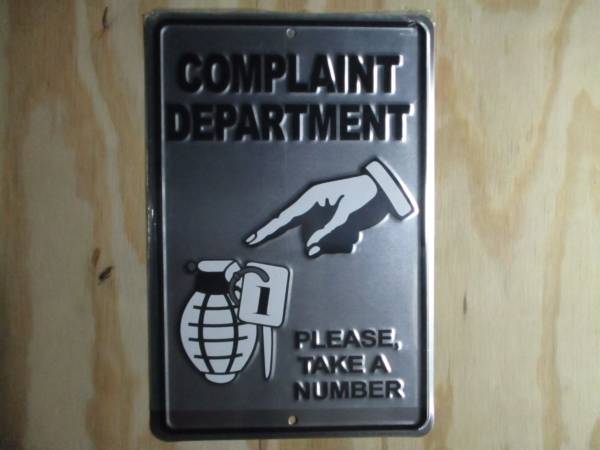 COMPLAINT
DEPARTMENT
1
PLEASE,
TAKE A
NUMBER